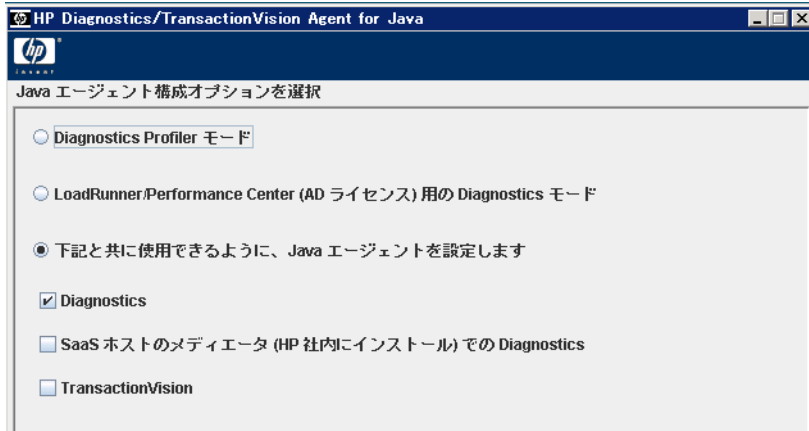 HP Diagnostics/TransactionVision Agent for Java
hp
invent
Java エージェント構成オプションを選択
Diagnostics Profiler モード
LoadRunner/Performance Center (AD ライセンス) 用の Diagnostics モード
下記と共に使用できるように、Java エージェントを設定します
Diagnostics
SaaS ホストのメディエータ (HP 社内にインストール) での Diagnostics
TransactionVision